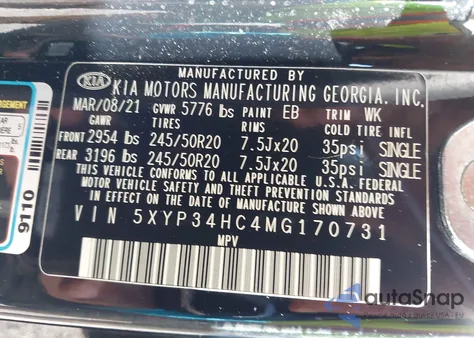 MANUFACTURED BY
KIA KIA MOTORS MANUFACTURING GEORGIA. INC.
MAR/08/21 GVWR 5776 lbs PAINT EB TRIM WK
GAWR TIRES RIMS COLD TIRE INFL
FRONT 2954 lbs 245/50R20 7.5Jx20 35psi SINGLE
REAR 3196 lbs 245/50R20 7.5Jx20 35psi SINGLE
THIS VEHICLE CONFORMS TO ALL APPLICABLE U.S.A. FEDERAL
MOTOR VEHICLE SAFETY AND THEFT PREVENTION STANDARDS
IN EFFECT ON THE DATE OF MANUFACTURE SHOWN ABOVE.
VIN 5XYP34HC4MG170731
MPV
9110
autaSnap